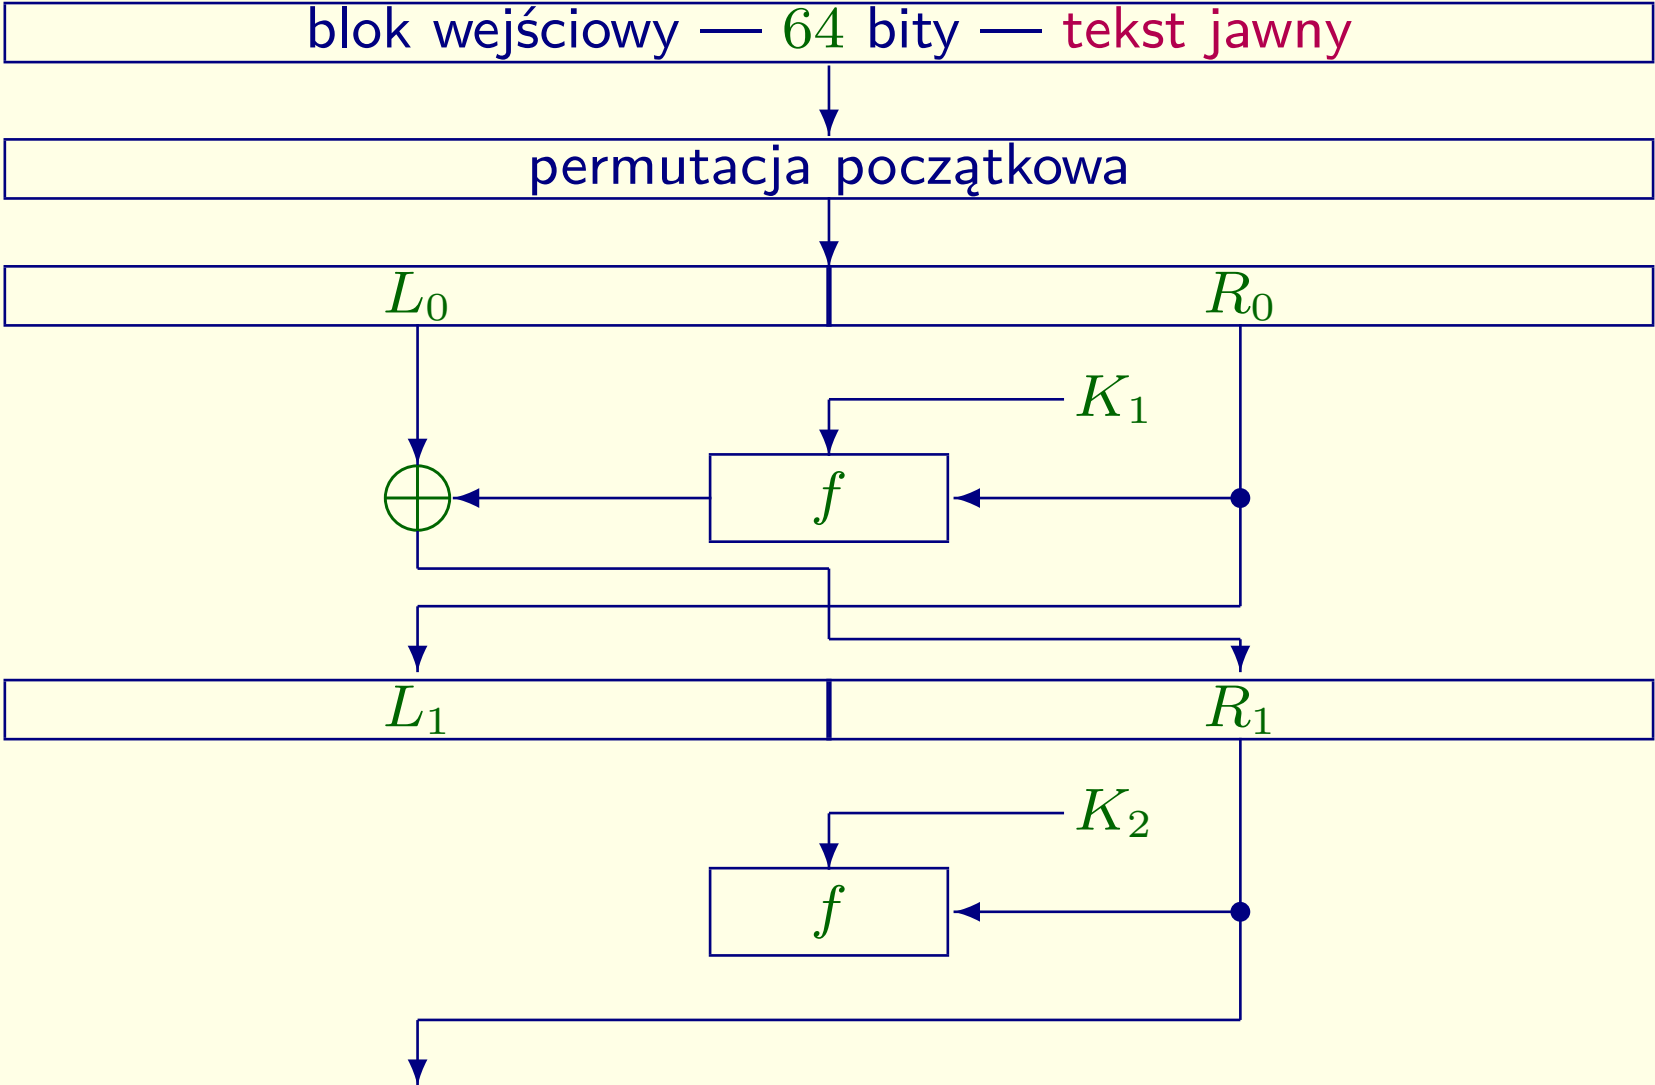 blok wejściowy — 64 bity — tekst jawny
permutacja początkowa
L₀ R₀
K₁
f
L₁ R₁
K₂
f